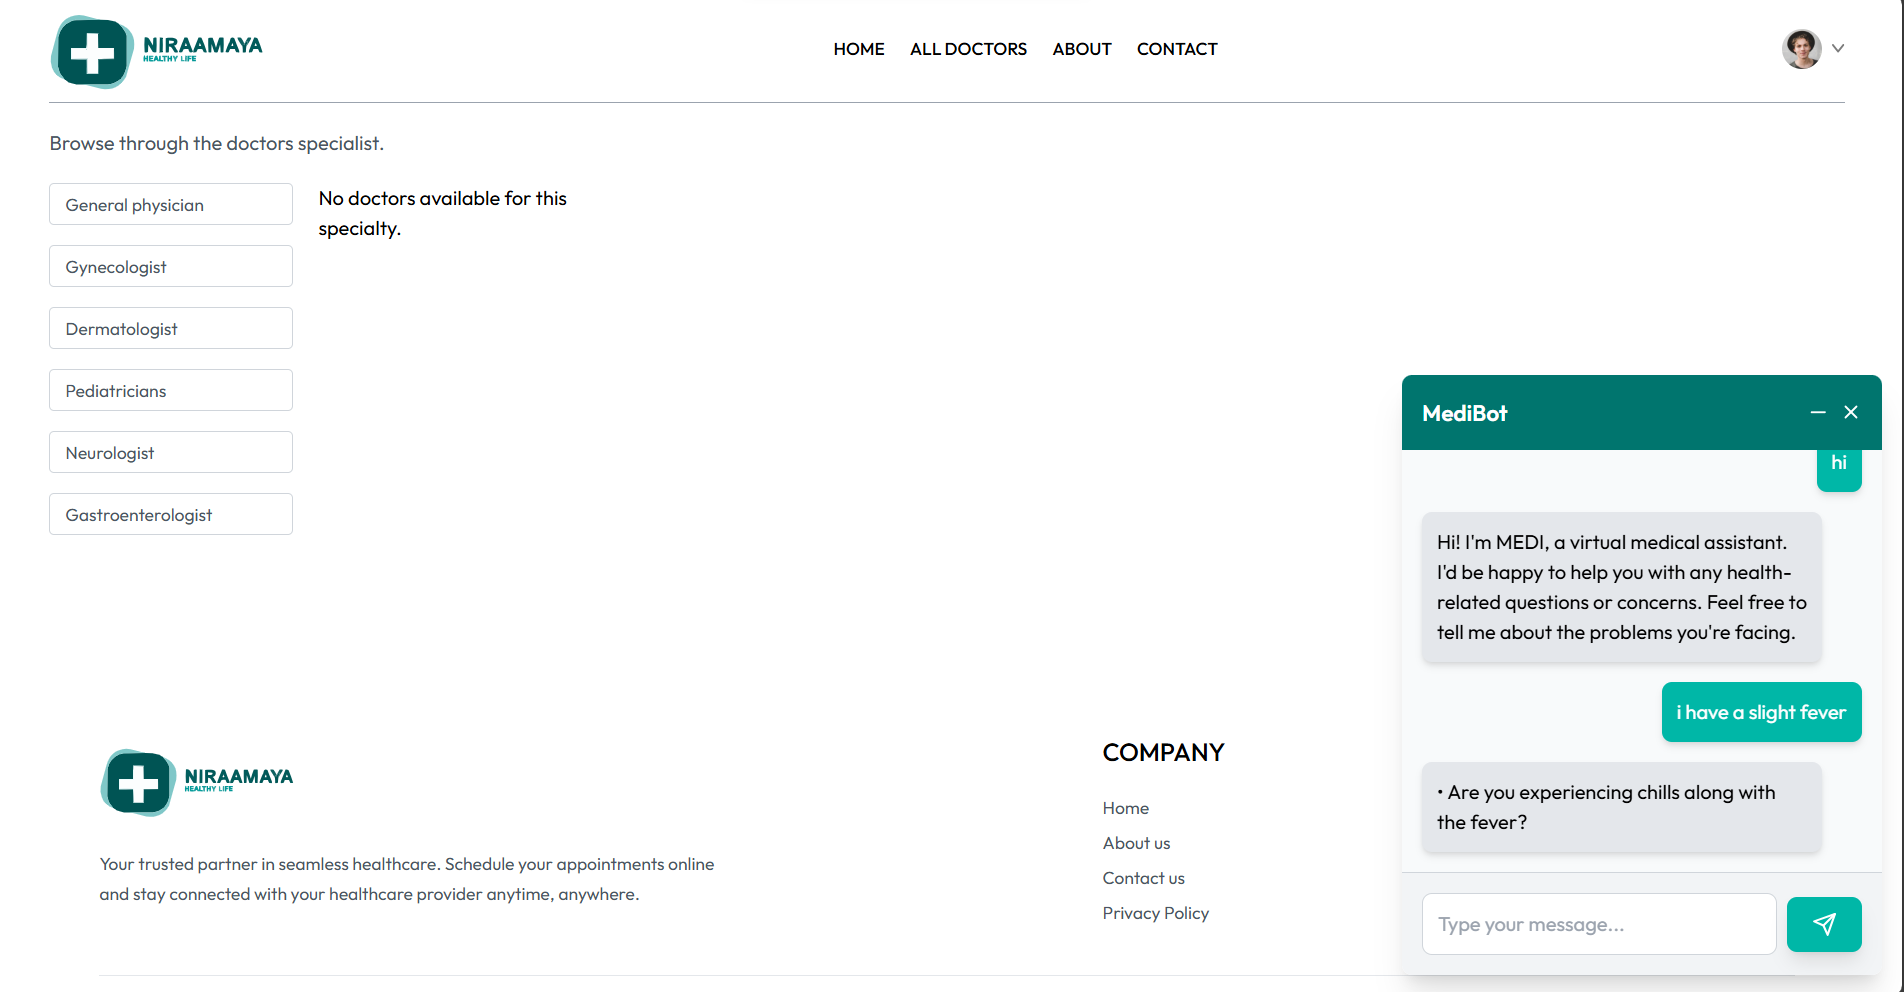 NIRAAMAYA
HEALTHY LIFE
HOME ALL DOCTORS ABOUT CONTACT
Browse through the doctors specialist.
General physician
Gynecologist
Dermatologist
Pediatricians
Neurologist
Gastroenterologist
No doctors available for this
specialty.
MediBot
hi
Hi! I'm MEDI, a virtual medical assistant.
I'd be happy to help you with any health-
related questions or concerns. Feel free to
tell me about the problems you're facing.
i have a slight fever
• Are you experiencing chills along with
the fever?
Type your message...
NIRAAMAYA
HEALTHY LIFE
Your trusted partner in seamless healthcare. Schedule your appointments online
and stay connected with your healthcare provider anytime, anywhere.
COMPANY
Home
About us
Contact us
Privacy Policy